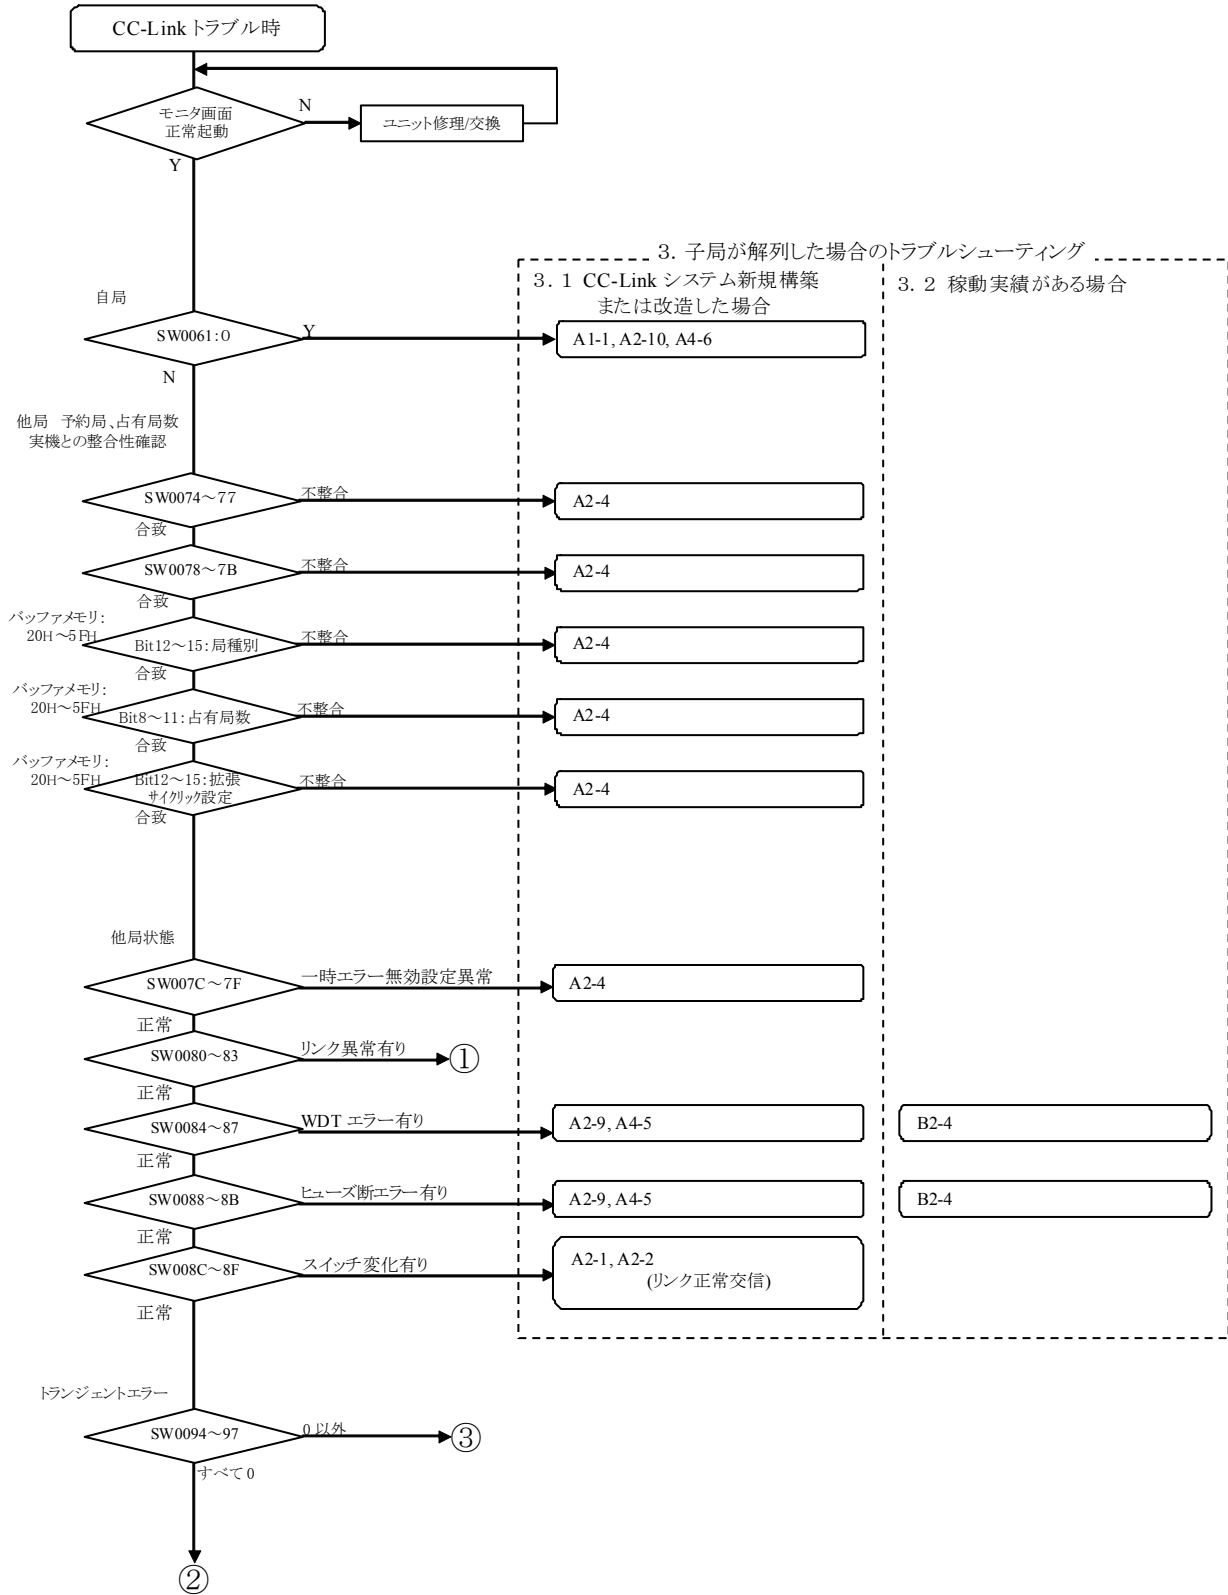 CC-Link トラブル時
モニタ画面
正常起動
N
ユニット修理/交換
Y
3．子局が解列した場合のトラブルシューティング
3．1 CC-Link システム新規構築
または改造した場合
3．2 稼動実績がある場合
自局
SW0061:0
Y
A1-1, A2-10, A4-6
N
他局　予約局、占有局数
実機との整合性確認
SW0074～77
不整合
A2-4
合致
SW0078～7B
不整合
A2-4
合致
バッファメモリ:
20H～5FH
Bit12～15:局種別
不整合
A2-4
合致
バッファメモリ:
20H～5FH
Bit8～11:占有局数
不整合
A2-4
合致
バッファメモリ:
20H～5FH
Bit12～15:拡張
サイクリック設定
不整合
A2-4
合致
他局状態
SW007C～7F
一時エラー無効設定異常
A2-4
正常
SW0080～83
リンク異常有り
①
正常
SW0084～87
WDT エラー有り
A2-9, A4-5
B2-4
正常
SW0088～8B
ヒューズ断エラー有り
A2-9, A4-5
B2-4
正常
SW008C～8F
スイッチ変化有り
A2-1, A2-2
(リンク正常交信)
正常
トランジェントエラー
SW0094～97
0 以外
③
すべて 0
②